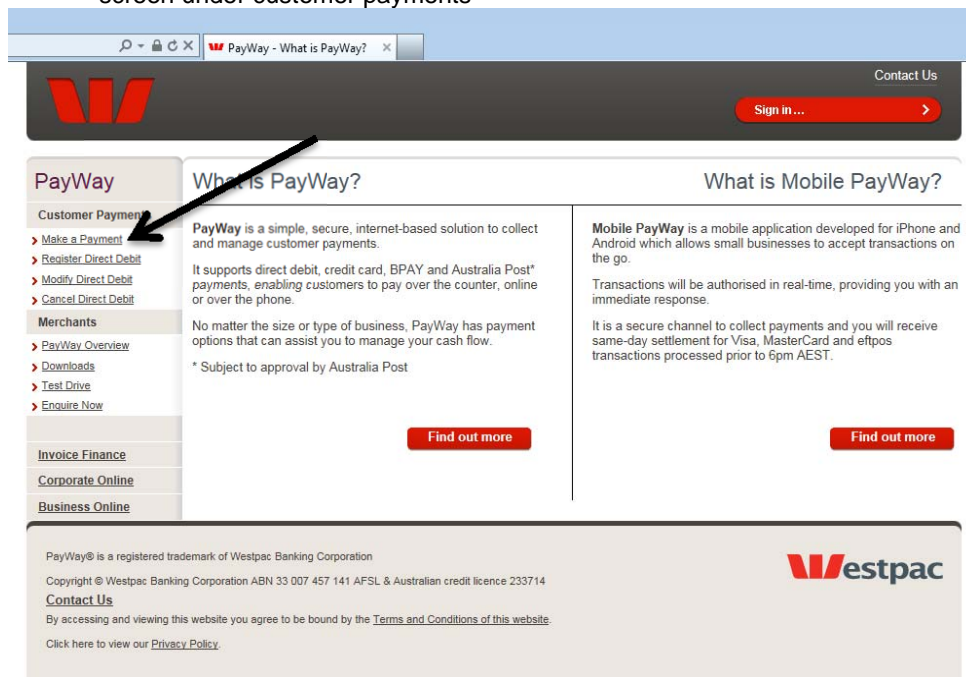 screen under customer payments
PayWay - What is PayWay?
Contact Us
Sign in...
PayWay
Customer Payment
Make a Payment
Register Direct Debit
Modify Direct Debit
Cancel Direct Debit
Merchants
PayWay Overview
Downloads
Test Drive
Enquire Now
Invoice Finance
Corporate Online
Business Online
What is PayWay?
PayWay is a simple, secure, internet-based solution to collect
and manage customer payments.
It supports direct debit, credit card, BPAY and Australia Post*
payments, enabling customers to pay over the counter, online
or over the phone.
No matter the size or type of business, PayWay has payment
options that can assist you to manage your cash flow.
* Subject to approval by Australia Post
Find out more
What is Mobile PayWay?
Mobile PayWay is a mobile application developed for iPhone and
Android which allows small businesses to accept transactions on
the go.
Transactions will be authorised in real-time, providing you with an
immediate response.
It is a secure channel to collect payments and you will receive
same-day settlement for Visa, MasterCard and eftpos
transactions processed prior to 6pm AEST.
Find out more
PayWay® is a registered trademark of Westpac Banking Corporation
Copyright © Westpac Banking Corporation ABN 33 007 457 141 AFSL & Australian credit licence 233714
Contact Us
By accessing and viewing this website you agree to be bound by the Terms and Conditions of this website.
Click here to view our Privacy Policy.
Westpac